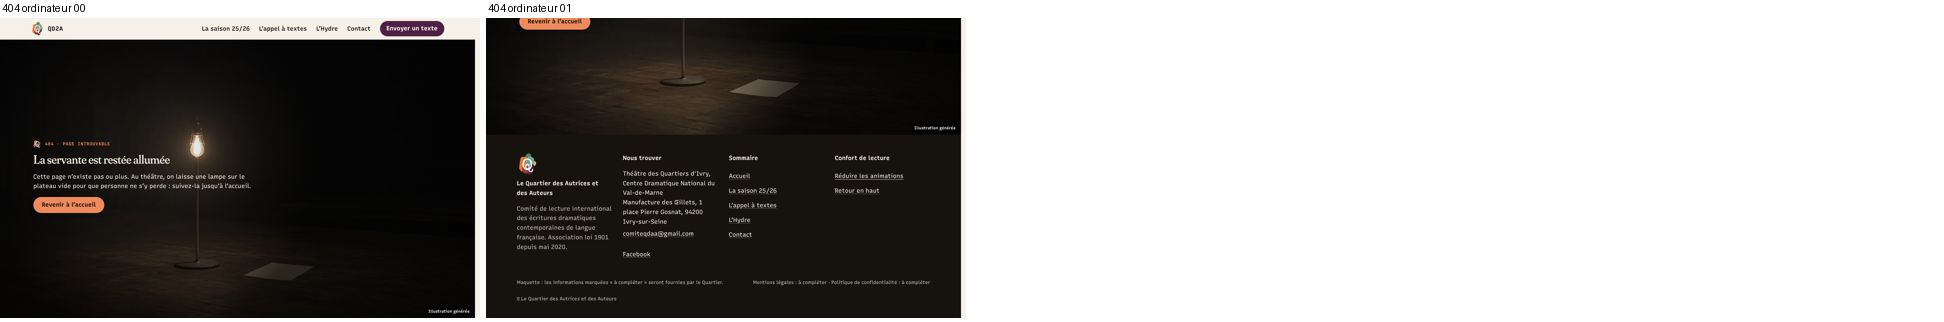 404 ordinateur 00
QD2A
La saison 25/26
L'appel à textes
L'Hydre
Contact
Envoyer un texte
404 · PAGE INTROUVABLE
La servante est restée allumée
Cette page n'existe pas ou plus. Au théâtre, on laisse une lampe sur le
plateau vide pour que personne ne s'y perde : suivez-la jusqu'à l'accueil.
Revenir à l'accueil
Illustration générée
404 ordinateur 01
Revenir à l'accueil
Illustration générée
Le Quartier des Autrices et
des Auteurs
Comité de lecture international
des écritures dramatiques
contemporaines de langue
française. Association loi 1901
depuis mai 2020.
Nous trouver
Théâtre des Quartiers d'Ivry,
Centre Dramatique National du
Val-de-Marne
Manufacture des Œillets, 1
place Pierre Gosnat, 94200
Ivry-sur-Seine
comiteqdaa@gmail.com
Facebook
Sommaire
Accueil
La saison 25/26
L'appel à textes
L'Hydre
Contact
Confort de lecture
Réduire les animations
Retour en haut
Maquette : les informations marquées « à compléter » seront fournies par le Quartier.
Mentions légales : à compléter · Politique de confidentialité : à compléter
© Le Quartier des Autrices et des Auteurs